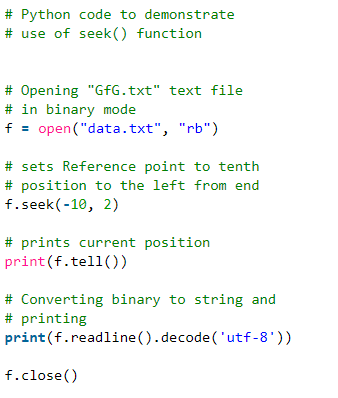 # Python code to demonstrate
# use of seek() function
# Opening "GfG.txt" text file
# in binary mode
f = open("data.txt", "rb")
# sets Reference point to tenth
# position to the left from end
f.seek(-10, 2)
# prints current position
print(f.tell())
# Converting binary to string and
# printing
print(f.readline().decode('utf-8'))
f.close()